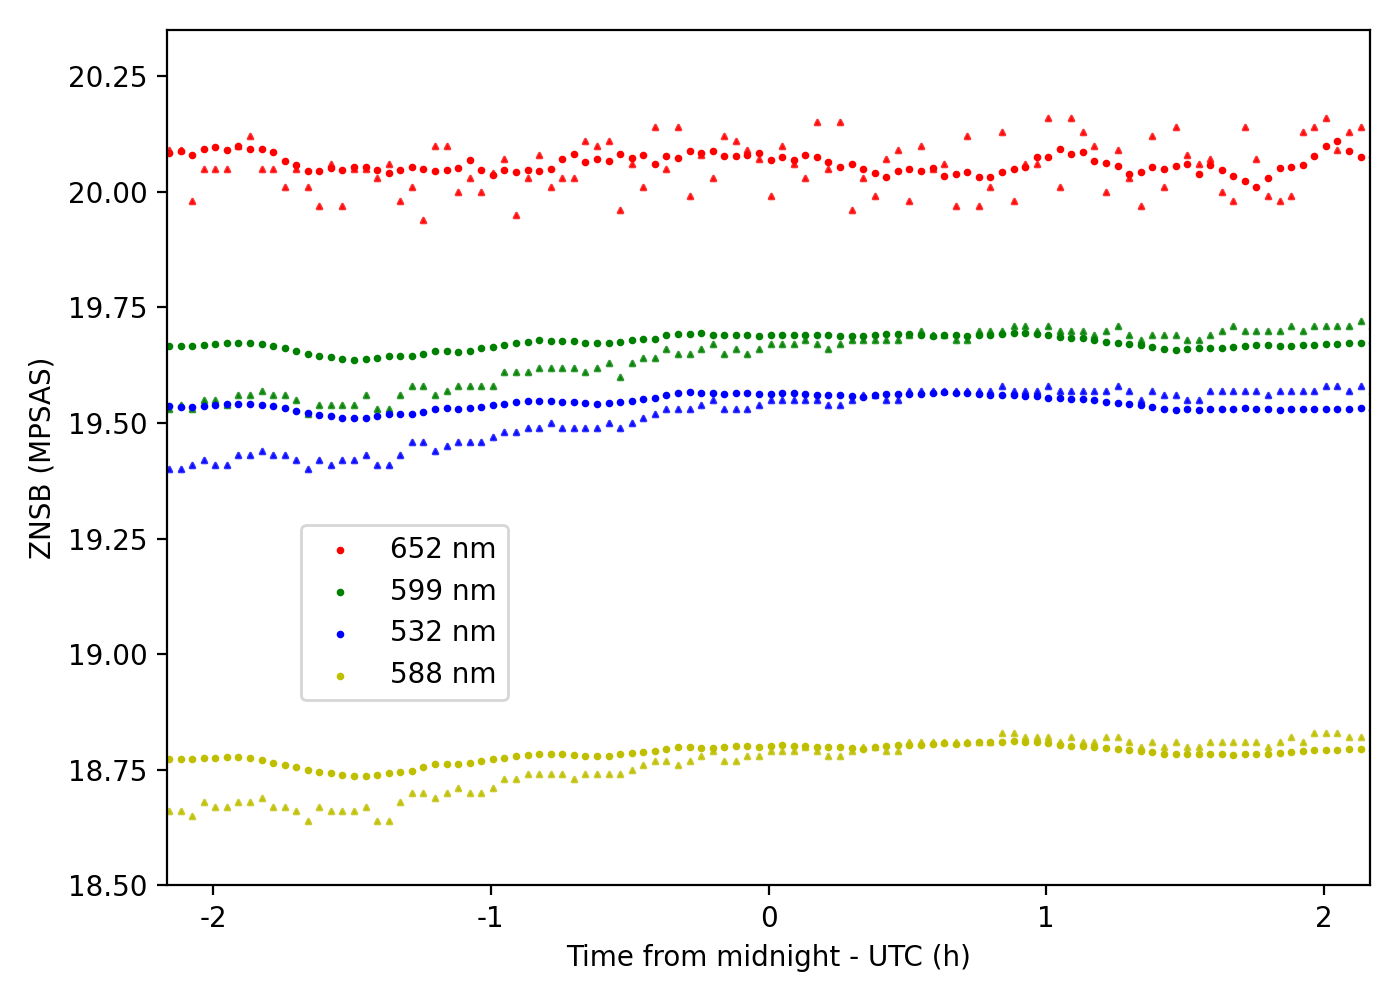 ZNSB (MPSAS)
20.25
20.00
19.75
19.50
19.25
19.00
18.75
18.50
652 nm
599 nm
532 nm
588 nm
-2 -1 0 1 2
Time from midnight - UTC (h)